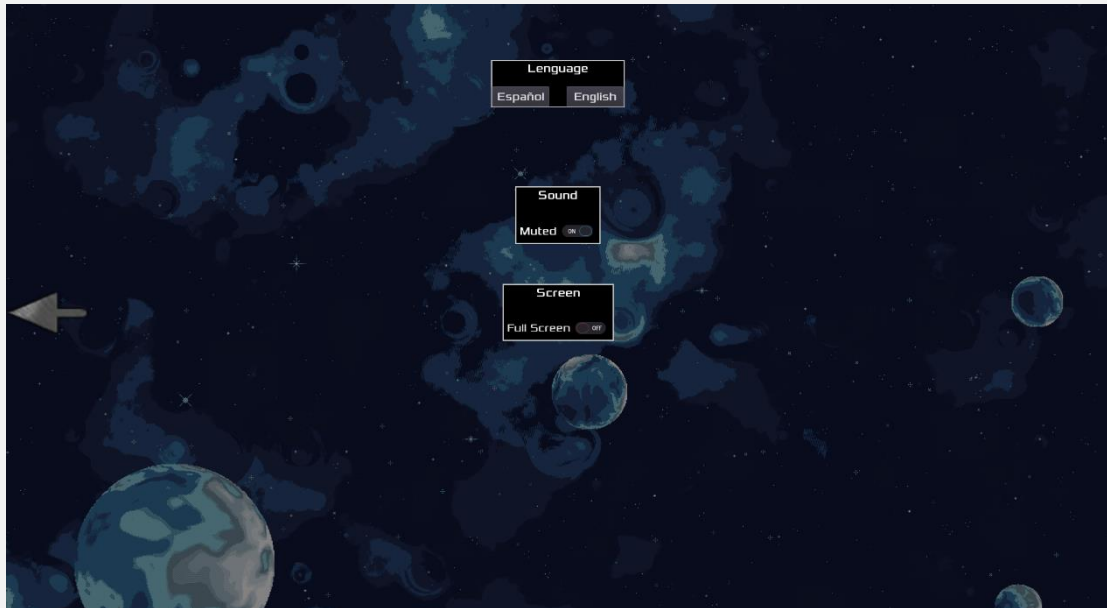 Lenguage
Español English
Sound
Muted ON
Screen
Full Screen OFF